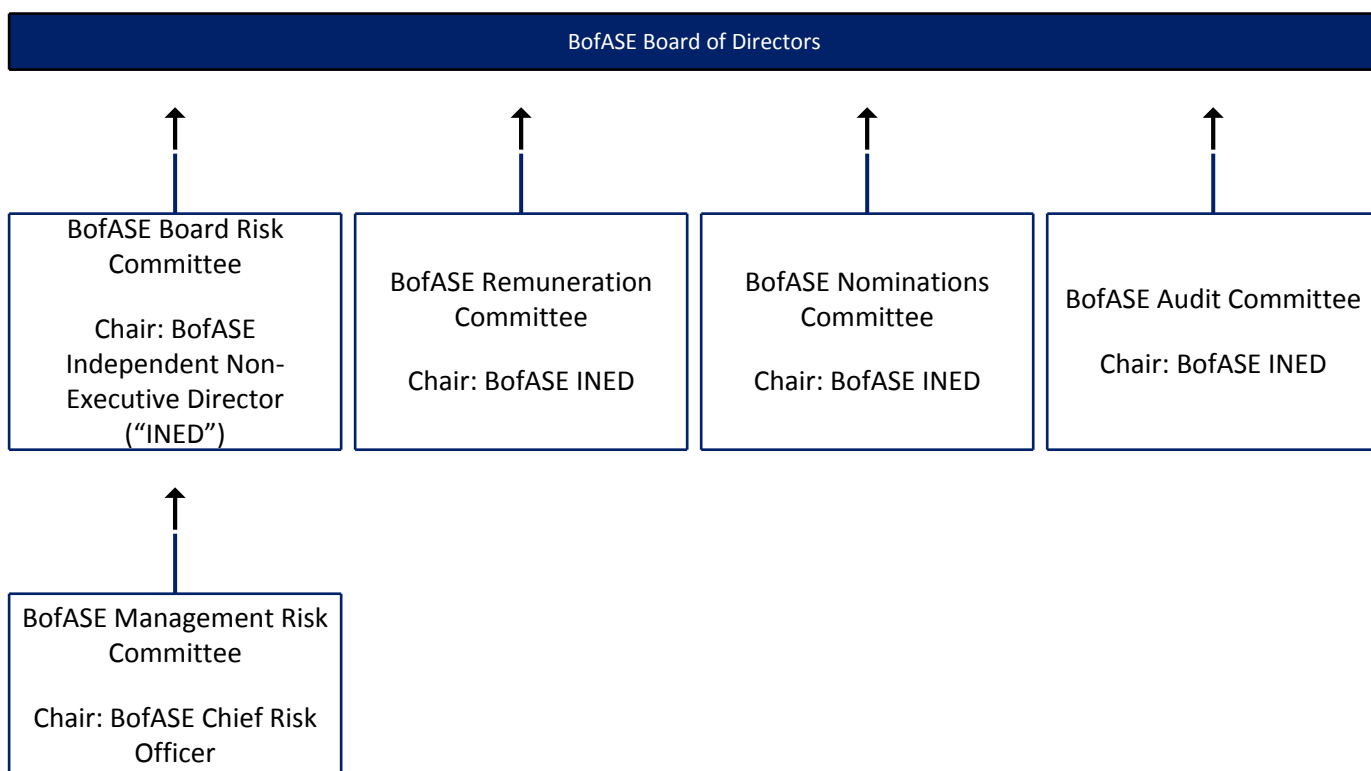 BofASE Board of Directors
BofASE Board Risk
Committee
Chair: BofASE
Independent Non-
Executive Director
(“INED”)
BofASE Remuneration
Committee
Chair: BofASE INED
BofASE Nominations
Committee
Chair: BofASE INED
BofASE Audit Committee
Chair: BofASE INED
BofASE Management Risk
Committee
Chair: BofASE Chief Risk
Officer